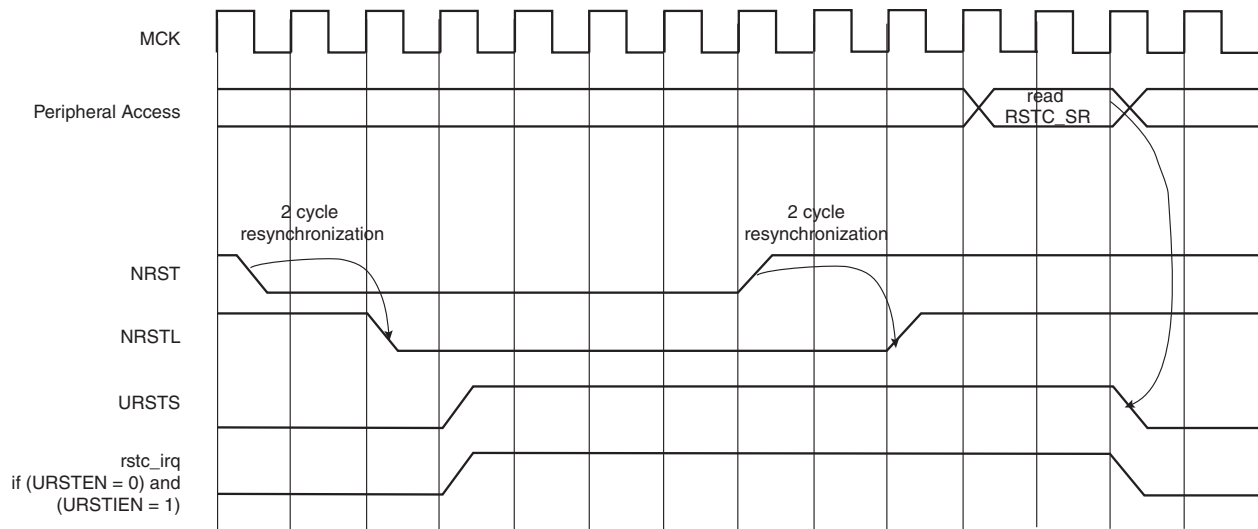 MCK
Peripheral Access
read
RSTC_SR
2 cycle
resynchronization
2 cycle
resynchronization
NRST
NRSTL
URSTS
rstc_irq
if (URSTEN = 0) and
(URSTIEN = 1)